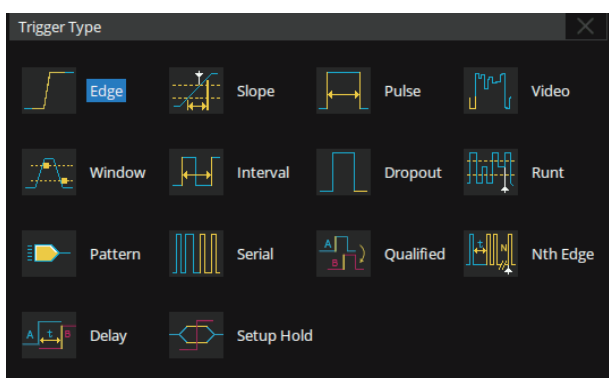 Trigger Type
Edge Slope Pulse Video
Window Interval Dropout Runt
Pattern Serial Qualified Nth Edge
A B t N
Delay Setup Hold
A t B